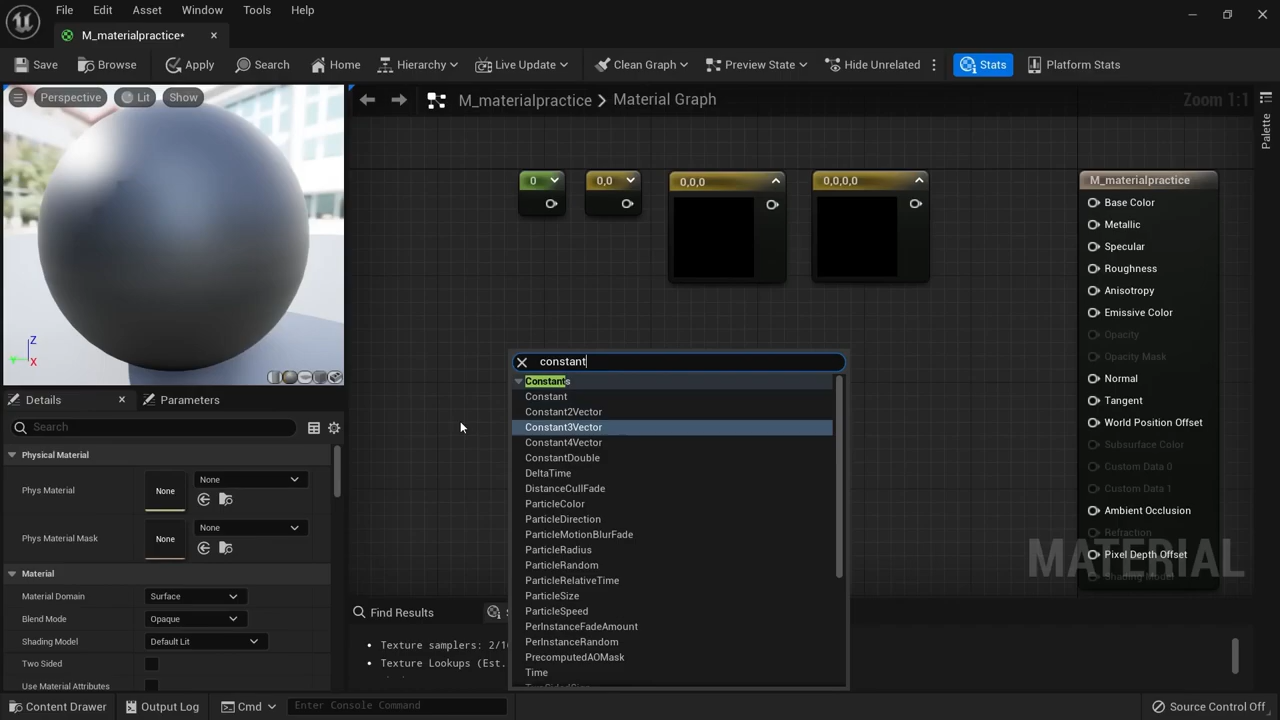 File Edit Asset Window Tools Help
M_materialpractice*
Save Browse Apply Search Home Hierarchy Live Update Clean Graph Preview State Hide Unrelated Stats Platform Stats
Perspective Lit Show
M_materialpractice > Material Graph
Zoom 1:1
Palette
0
0,0
0,0,0
0,0,0,0
M_materialpractice
Base Color
Metallic
Specular
Roughness
Anisotropy
Emissive Color
Opacity
Opacity Mask
Normal
Tangent
World Position Offset
Subsurface Color
Custom Data 0
Custom Data 1
Ambient Occlusion
Refraction
Pixel Depth Offset
Shading Model
MATERIAL
Z
Y
X
constant
Constants
Constant
Constant2Vector
Constant3Vector
Constant4Vector
ConstantDouble
DeltaTime
DistanceCullFade
ParticleColor
ParticleDirection
ParticleMotionBlurFade
ParticleRadius
ParticleRandom
ParticleRelativeTime
ParticleSize
ParticleSpeed
PerInstanceFadeAmount
PerInstanceRandom
PrecomputedAOMask
Time
Details Parameters
Search
Physical Material
Phys Material None None
Phys Material Mask None None
Material
Material Domain Surface
Blend Mode Opaque
Shading Model Default Lit
Two Sided
Use Material Attributes
Find Results
Texture samplers: 2/1
Texture Lookups (Est.
Content Drawer Output Log Cmd Enter Console Command Source Control Off